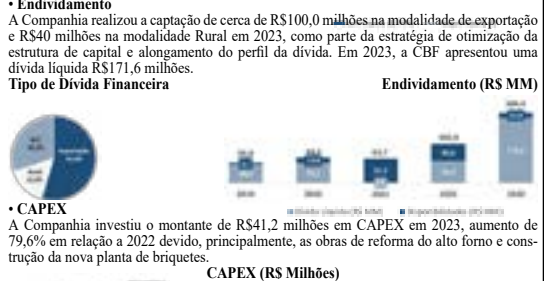 • Endividamento
A Companhia realizou a captação de cerca de R$100,0 milhões na modalidade de exportação
e R$40 milhões na modalidade Rural em 2023, como parte da estratégia de otimização da
estrutura de capital e alongamento do perfil da dívida. Em 2023, a CBF apresentou uma
dívida líquida R$171,6 milhões.
Tipo de Dívida Financeira Endividamento (R$ MM)
• CAPEX
A Companhia investiu o montante de R$41,2 milhões em CAPEX em 2023, aumento de
79,6% em relação a 2022 devido, principalmente, as obras de reforma do alto forno e cons-
trução da nova planta de briquetes.
CAPEX (R$ Milhões)